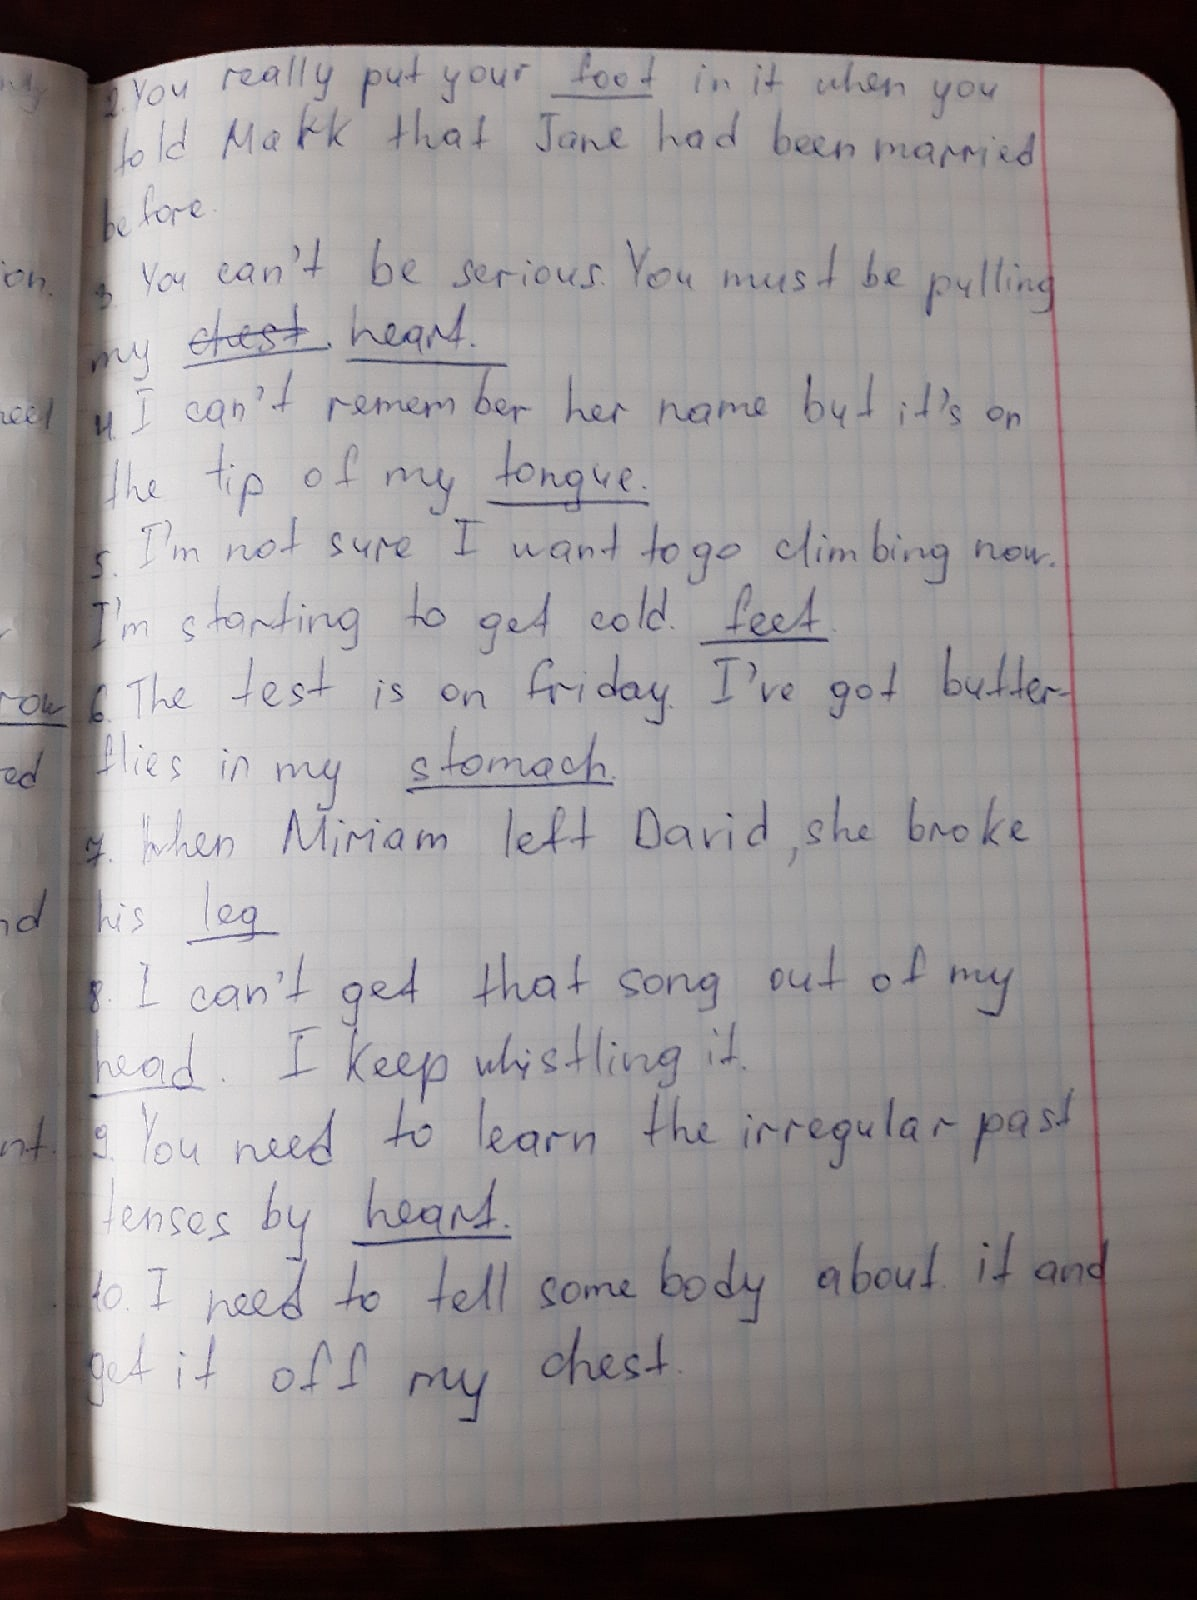 2. You really put your foot in it when you
told Mark that Jane had been married
before.
3. You can't be serious. You must be pulling
my chest. heart.
4. I can't remember her name but it's on
the tip of my tongue.
5. I'm not sure I want to go climbing now.
I'm starting to get cold. feet.
6. The test is on friday. I've got butter-
flies in my stomach.
7. When Miriam left David, she broke
his leg
8. I can't get that song out of my
head. I keep whistling it.
9. You need to learn the irregular past
tenses by heart.
10. I need to tell somebody about it and
get it off my chest.
ion.
row
ed
nd
nt.